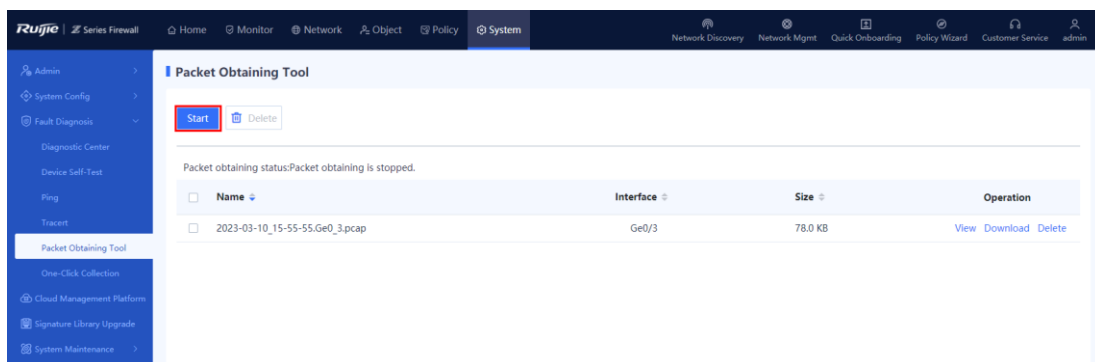 Ruijie | Z Series Firewall Home Monitor Network Object Policy System Network Discovery Network Mgmt Quick Onboarding Policy Wizard Customer Service admin
Admin
System Config
Fault Diagnosis
Diagnostic Center
Device Self-Test
Ping
Tracert
Packet Obtaining Tool
One-Click Collection
Cloud Management Platform
Signature Library Upgrade
System Maintenance
Packet Obtaining Tool
Start Delete
Packet obtaining status:Packet obtaining is stopped.
Name Interface Size Operation
2023-03-10_15-55-55.Ge0_3.pcap Ge0/3 78.0 KB View Download Delete